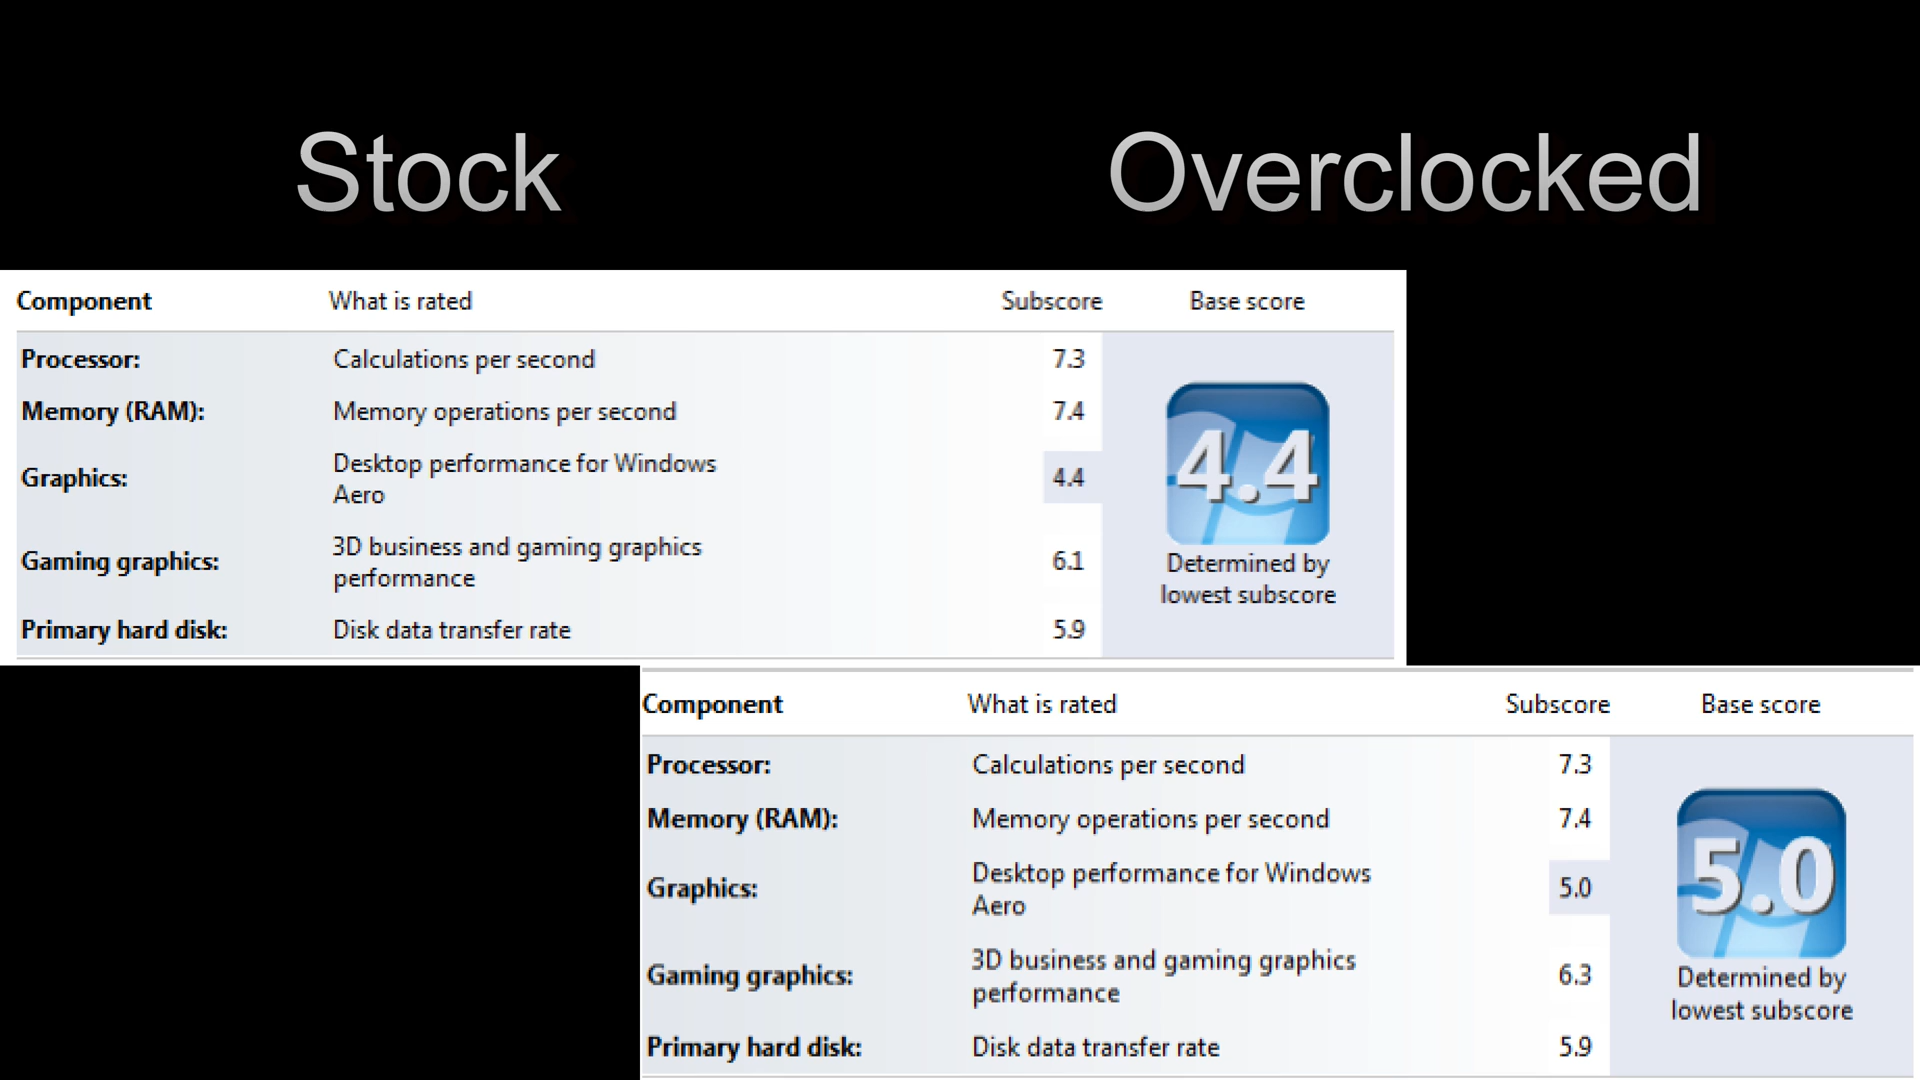 Stock
Overclocked
Component What is rated Subscore Base score
Processor: Calculations per second 7.3
Memory (RAM): Memory operations per second 7.4
Graphics: Desktop performance for Windows
Aero 4.4
Gaming graphics: 3D business and gaming graphics
performance 6.1
Primary hard disk: Disk data transfer rate 5.9
4.4
Determined by
lowest subscore
Component What is rated Subscore Base score
Processor: Calculations per second 7.3
Memory (RAM): Memory operations per second 7.4
Graphics: Desktop performance for Windows
Aero 5.0
Gaming graphics: 3D business and gaming graphics
performance 6.3
Primary hard disk: Disk data transfer rate 5.9
5.0
Determined by
lowest subscore